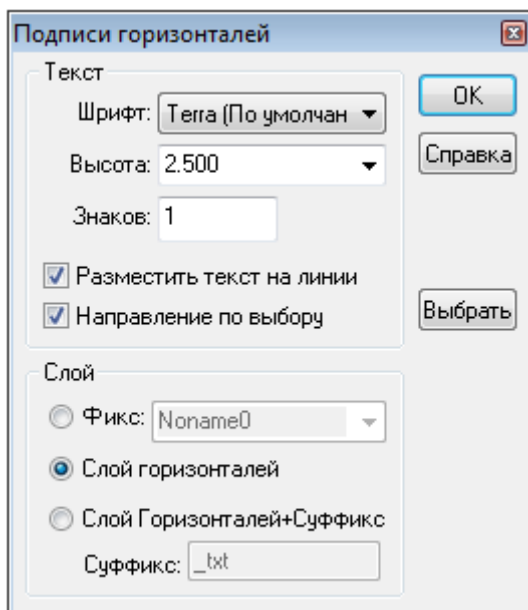 Подписи горизонталей
Текст
OK
Шрифт: Terra (По умолчан
Высота: 2.500
Справка
Знаков: 1
Разместить текст на линии
Направление по выбору
Выбрать
Слой
Фикс: Noname0
Слой горизонталей
Слой Горизонталей+Суффикс
Суффикс: _txt